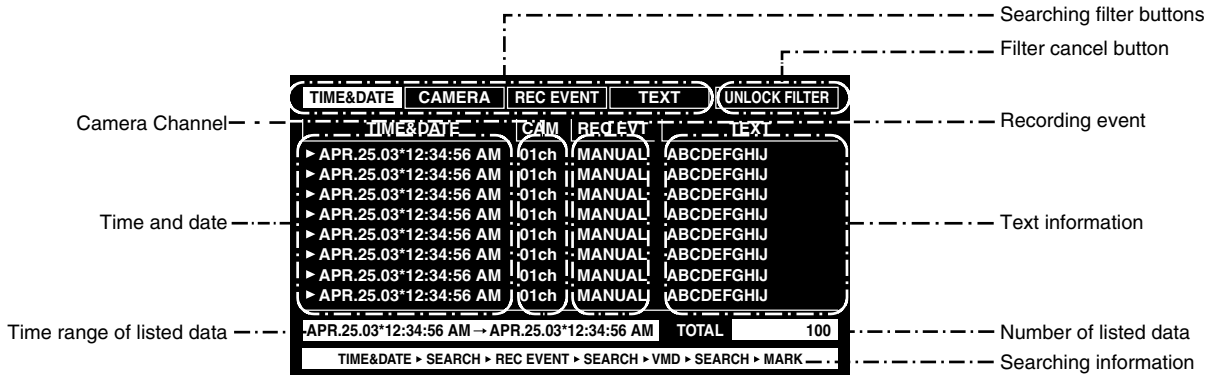 Searching filter buttons
Filter cancel button
TIME&DATE CAMERA REC EVENT TEXT UNLOCK FILTER
Camera Channel
Recording event
TIME&DATE CAM REC EVT TEXT
►APR.25.03*12:34:56 AM 01ch MANUAL ABCDEFGHIJ
►APR.25.03*12:34:56 AM 01ch MANUAL ABCDEFGHIJ
►APR.25.03*12:34:56 AM 01ch MANUAL ABCDEFGHIJ
►APR.25.03*12:34:56 AM 01ch MANUAL ABCDEFGHIJ
►APR.25.03*12:34:56 AM 01ch MANUAL ABCDEFGHIJ
►APR.25.03*12:34:56 AM 01ch MANUAL ABCDEFGHIJ
►APR.25.03*12:34:56 AM 01ch MANUAL ABCDEFGHIJ
►APR.25.03*12:34:56 AM 01ch MANUAL ABCDEFGHIJ
Time and date
Text information
Time range of listed data
APR.25.03*12:34:56 AM → APR.25.03*12:34:56 AM TOTAL 100
Number of listed data
TIME&DATE ► SEARCH ► REC EVENT ► SEARCH ► VMD ► SEARCH ► MARK
Searching information